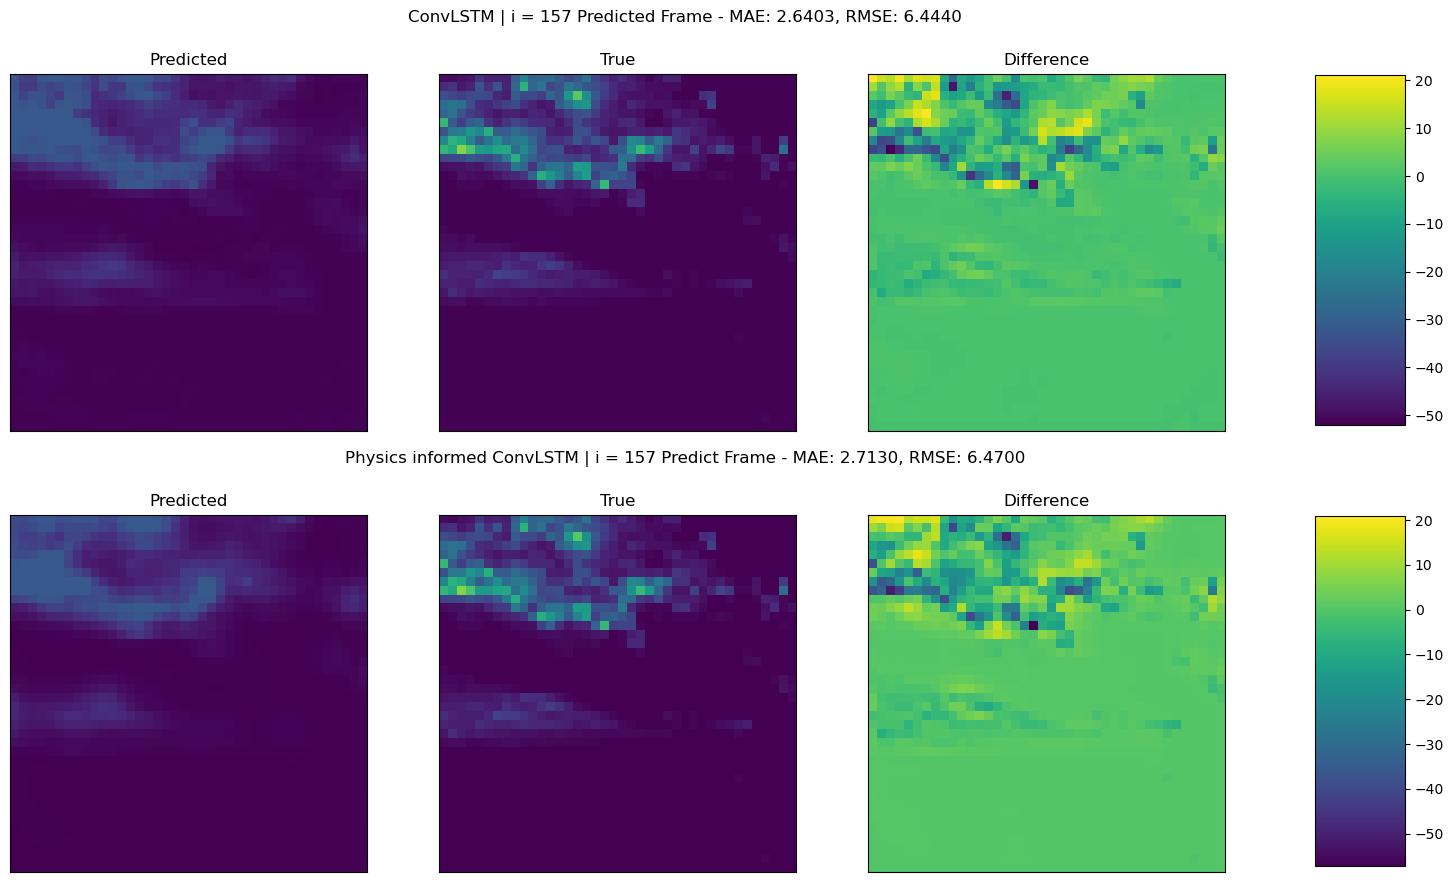 ConvLSTM | i = 157 Predicted Frame - MAE: 2.6403, RMSE: 6.4440
Predicted
True
Difference
20
10
0
−10
−20
−30
−40
−50
Physics informed ConvLSTM | i = 157 Predict Frame - MAE: 2.7130, RMSE: 6.4700
Predicted
True
Difference
20
10
0
−10
−20
−30
−40
−50